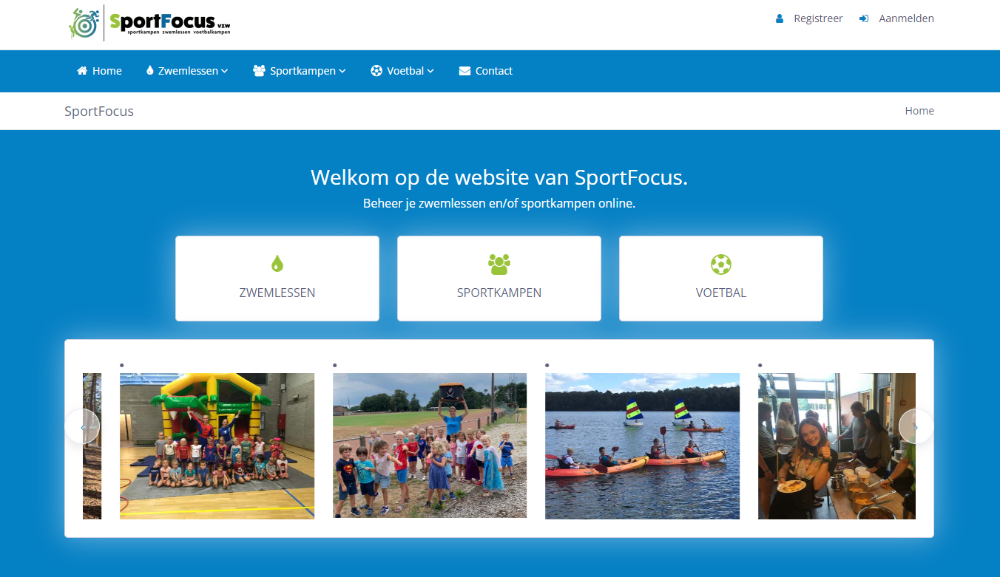 SportFocus vzw
sportkampen zwemlessen voetbalkampen
Registreer
Aanmelden
Home
Zwemlessen
Sportkampen
Voetbal
Contact
SportFocus
Home
Welkom op de website van SportFocus.
Beheer je zwemlessen en/of sportkampen online.
ZWEMLESSEN
SPORTKAMPEN
VOETBAL